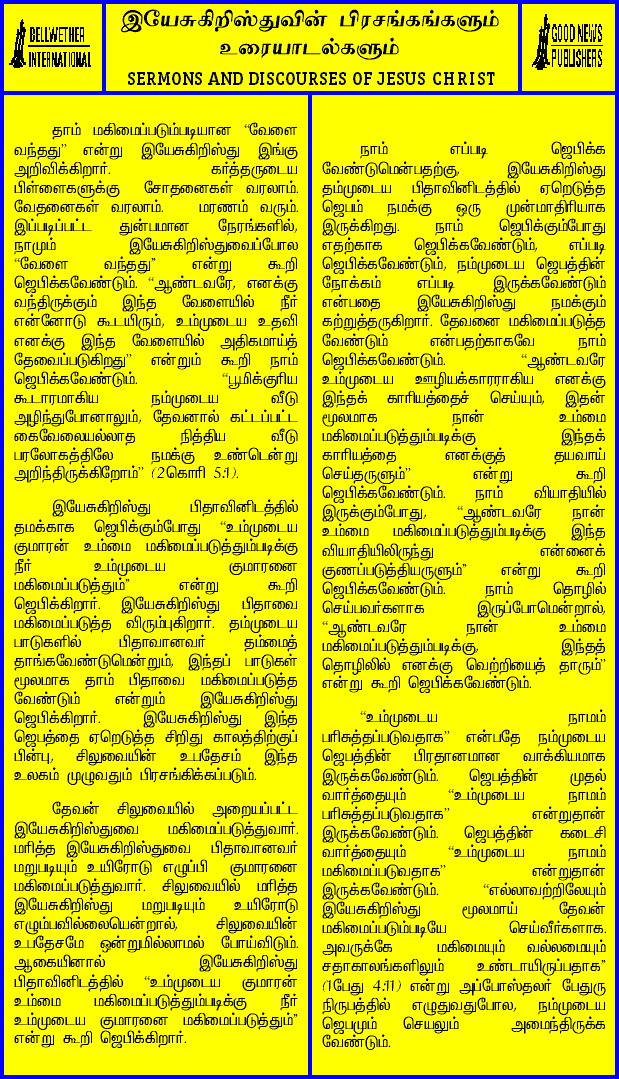 BELLWETHER
INTERNATIONAL
இயேசுகிறிஸ்துவின் பிரசங்கங்களும்
உரையாடல்களும்
SERMONS AND DISCOURSES OF JESUS CHRIST
GOOD NEWS
PUBLISHERS
தாம் மகிமைப்படும்படியான “வேளை
வந்தது” என்று இயேசுகிறிஸ்து இங்கு
அறிவிக்கிறார். கர்த்தருடைய
பிள்ளைகளுக்கு சோதனைகள் வரலாம்.
வேதனைகள் வரலாம். மரணம் வரும்.
இப்படிப்பட்ட துன்பமான நேரங்களில்,
நாமும் இயேசுகிறிஸ்துவைப்போல
“வேளை வந்தது” என்று கூறி
ஜெபிக்கவேண்டும். “ஆண்டவரே, எனக்கு
வந்திருக்கும் இந்த வேளையில் நீர்
என்னோடு கூடயிரும், உம்முடைய உதவி
எனக்கு இந்த வேளையில் அதிகமாய்த்
தேவைப்படுகிறது” என்றும் கூறி நாம்
ஜெபிக்கவேண்டும். “பூமிக்குரிய
கூடாரமாகிய நம்முடைய வீடு
அழிந்துபோனாலும், தேவனால் கட்டப்பட்ட
கைவேலையல்லாத நித்திய வீடு
பரலோகத்திலே நமக்கு உண்டென்று
அறிந்திருக்கிறோம்” (2கொரி 5:1).
இயேசுகிறிஸ்து பிதாவினிடத்தில்
தமக்காக ஜெபிக்கும்போது “உம்முடைய
குமாரன் உம்மை மகிமைப்படுத்தும்படிக்கு
நீர் உம்முடைய குமாரனை
மகிமைப்படுத்தும்” என்று கூறி
ஜெபிக்கிறார். இயேசுகிறிஸ்து பிதாவை
மகிமைப்படுத்த விரும்புகிறார். தம்முடைய
பாடுகளில் பிதாவானவர் தம்மைத்
தாங்கவேண்டுமென்றும், இந்தப் பாடுகள்
மூலமாக தாம் பிதாவை மகிமைப்படுத்த
வேண்டும் என்றும் இயேசுகிறிஸ்து
ஜெபிக்கிறார். இயேசுகிறிஸ்து இந்த
ஜெபத்தை ஏறெடுத்த சிறிது காலத்திற்குப்
பின்பு, சிலுவையின் உபதேசம் இந்த
உலகம் முழுவதும் பிரசங்கிக்கப்படும்.
தேவன் சிலுவையில் அறையப்பட்ட
இயேசுகிறிஸ்துவை மகிமைப்படுத்துவார்.
மரித்த இயேசுகிறிஸ்துவை பிதாவானவர்
மறுபடியும் உயிரோடு எழுப்பி குமாரனை
மகிமைப்படுத்துவார். சிலுவையில் மரித்த
இயேசுகிறிஸ்து மறுபடியும் உயிரோடு
எழும்பவில்லையென்றால், சிலுவையின்
உபதேசமே ஒன்றுமில்லாமல் போய்விடும்.
ஆகையினால் இயேசுகிறிஸ்து
பிதாவினிடத்தில் “உம்முடைய குமாரன்
உம்மை மகிமைப்படுத்தும்படிக்கு நீர்
உம்முடைய குமாரனை மகிமைப்படுத்தும்”
என்று கூறி ஜெபிக்கிறார்.
நாம் எப்படி ஜெபிக்க
வேண்டுமென்பதற்கு, இயேசுகிறிஸ்து
தம்முடைய பிதாவினிடத்தில் ஏறெடுத்த
ஜெபம் நமக்கு ஒரு முன்மாதிரியாக
இருக்கிறது. நாம் ஜெபிக்கும்போது
எதற்காக ஜெபிக்கவேண்டும், எப்படி
ஜெபிக்கவேண்டும், நம்முடைய ஜெபத்தின்
நோக்கம் எப்படி இருக்கவேண்டும்
என்பதை இயேசுகிறிஸ்து நமக்கும்
கற்றுத்தருகிறார். தேவனை மகிமைப்படுத்த
வேண்டும் என்பதற்காகவே நாம்
ஜெபிக்கவேண்டும். “ஆண்டவரே
உம்முடைய ஊழியக்காரராகிய எனக்கு
இந்தக் காரியத்தைச் செய்யும், இதன்
மூலமாக நான் உம்மை
மகிமைப்படுத்தும்படிக்கு இந்தக்
காரியத்தை எனக்குத் தயவாய்
செய்தருளும்” என்று கூறி
ஜெபிக்கவேண்டும். நாம் வியாதியில்
இருக்கும்போது, “ஆண்டவரே நான்
உம்மை மகிமைப்படுத்தும்படிக்கு இந்த
வியாதியிலிருந்து என்னைக்
குணப்படுத்தியருளும்” என்று கூறி
ஜெபிக்கவேண்டும். நாம் தொழில்
செய்பவர்களாக இருப்போமென்றால்,
“ஆண்டவரே நான் உம்மை
மகிமைப்படுத்தும்படிக்கு, இந்தத்
தொழிலில் எனக்கு வெற்றியைத் தாரும்”
என்று கூறி ஜெபிக்கவேண்டும்.
“உம்முடைய நாமம்
பரிசுத்தப்படுவதாக” என்பதே நம்முடைய
ஜெபத்தின் பிரதானமான வாக்கியமாக
இருக்கவேண்டும். ஜெபத்தின் முதல்
வார்த்தையும் “உம்முடைய நாமம்
பரிசுத்தப்படுவதாக” என்றுதான்
இருக்கவேண்டும். ஜெபத்தின் கடைசி
வார்த்தையும் “உம்முடைய நாமம்
மகிமைப்படுவதாக” என்றுதான்
இருக்கவேண்டும். “எல்லாவற்றிலேயும்
இயேசுகிறிஸ்து மூலமாய் தேவன்
மகிமைப்படும்படியே செய்வீர்களாக.
அவருக்கே மகிமையும் வல்லமையும்
சதாகாலங்களிலும் உண்டாயிருப்பதாக”
(1பேது 4:11) என்று அப்போஸ்தலர் பேதுரு
நிருபத்தில் எழுதுவதுபோல, நம்முடைய
ஜெபமும் செயலும் அமைந்திருக்க
வேண்டும்.